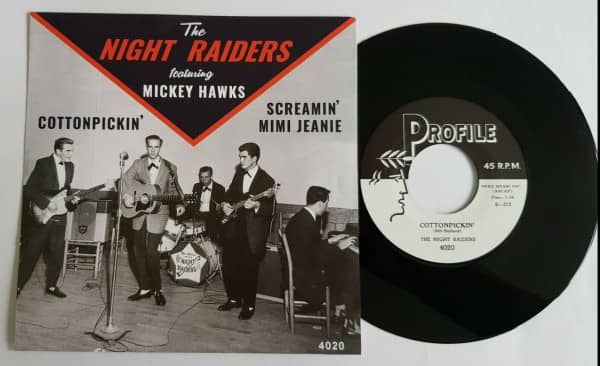 The
NIGHT RAIDERS
featuring
MICKEY HAWKS
COTTONPICKIN'
SCREAMIN'
MIMI JEANIE
NIGHT
RAIDERS
4020
PROFILE
45 R.P.M.
COTTONPICKIN'
THE NIGHT RAIDERS
4020